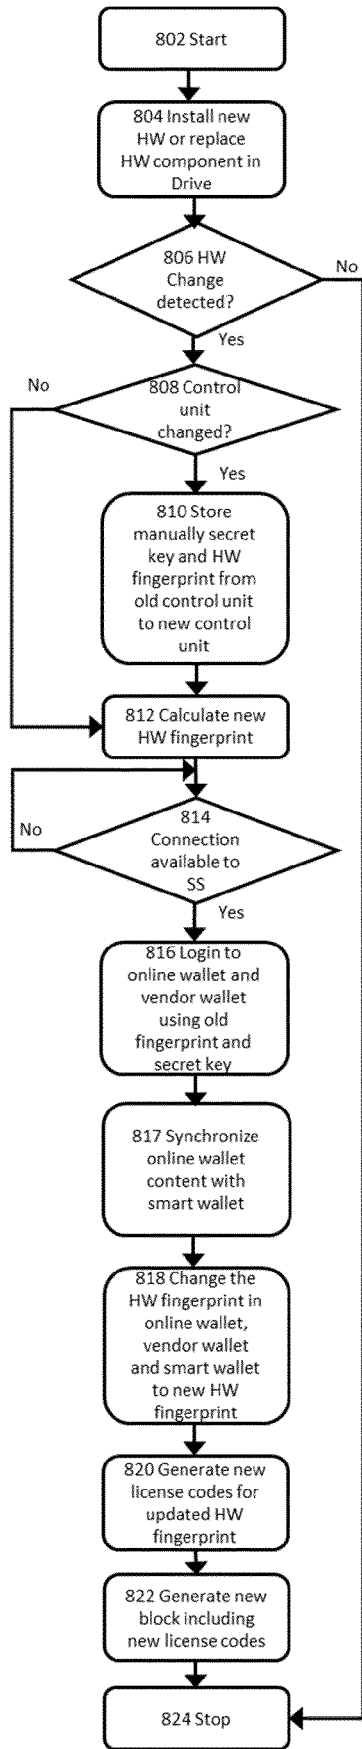 802 Start
804 Install new
HW or replace
HW component in
Drive
806 HW
Change
detected?
No
Yes
No
808 Control
unit
changed?
Yes
810 Store
manually secret
key and HW
fingerprint from
old control unit
to new control
unit
812 Calculate new
HW fingerprint
814
Connection
available to
SS
No
Yes
816 Login to
online wallet and
vendor wallet
using old
fingerprint and
secret key
817 Synchronize
online wallet
content with
smart wallet
818 Change the
HW fingerprint in
online wallet,
vendor wallet
and smart wallet
to new HW
fingerprint
820 Generate new
license codes for
updated HW
fingerprint
822 Generate new
block including
new license codes
824 Stop